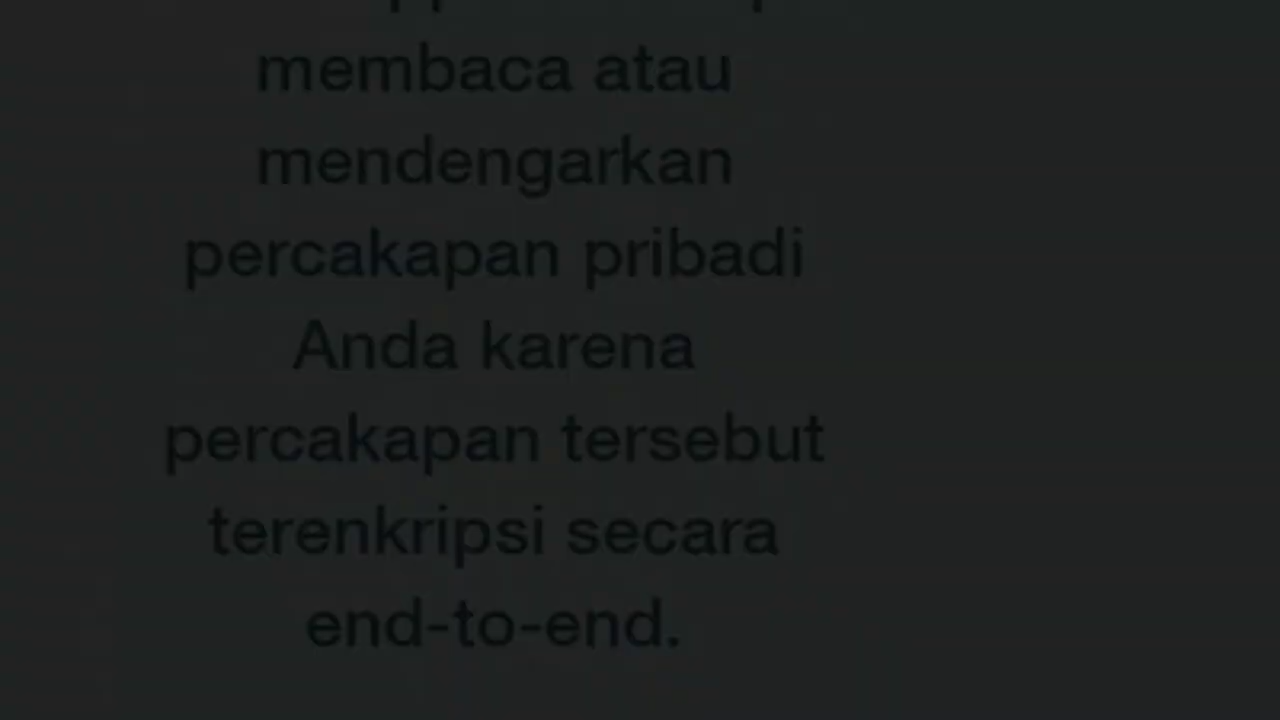 membaca atau
mendengarkan
percakapan pribadi
Anda karena
percakapan tersebut
terenkripsi secara
end-to-end.